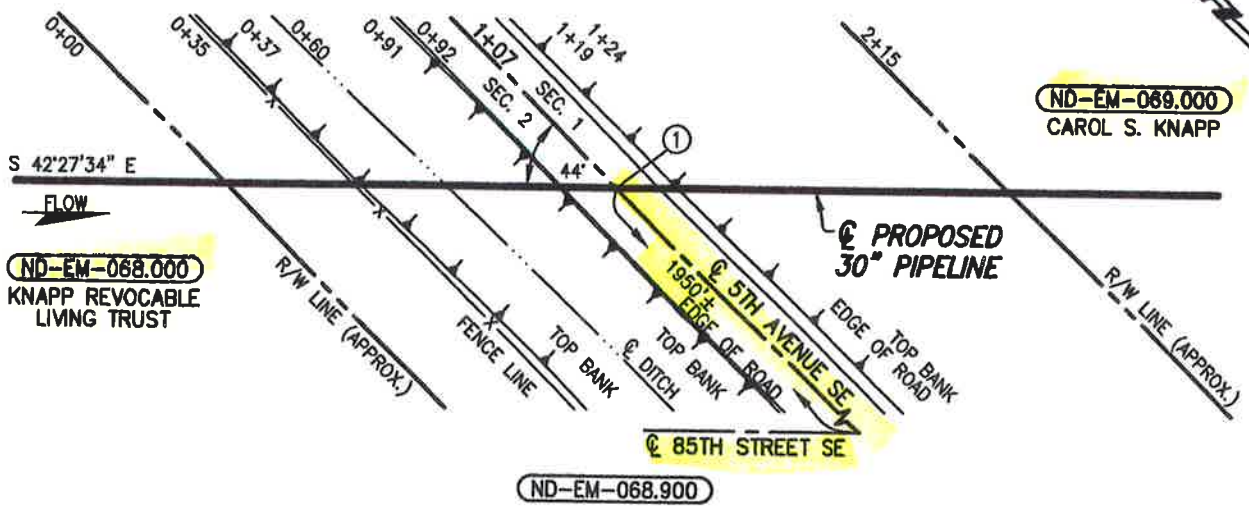 0+00
0+35
0+37
0+60
0+91
0+92
1+07
1+19
1+24
2+15
SEC. 2
SEC. 1
ND-EM-069.000
CAROL S. KNAPP
S 42°27'34" E
44°
1
FLOW
ND-EM-068.000
KNAPP REVOCABLE
LIVING TRUST
℄ PROPOSED
30" PIPELINE
R/W LINE (APPROX.)
FENCE LINE
TOP BANK
℄ DITCH
TOP BANK
EDGE OF ROAD
1950'±
℄ 5TH AVENUE SE
EDGE OF ROAD
TOP BANK
R/W LINE (APPROX.)
℄ 85TH STREET SE
ND-EM-068.900